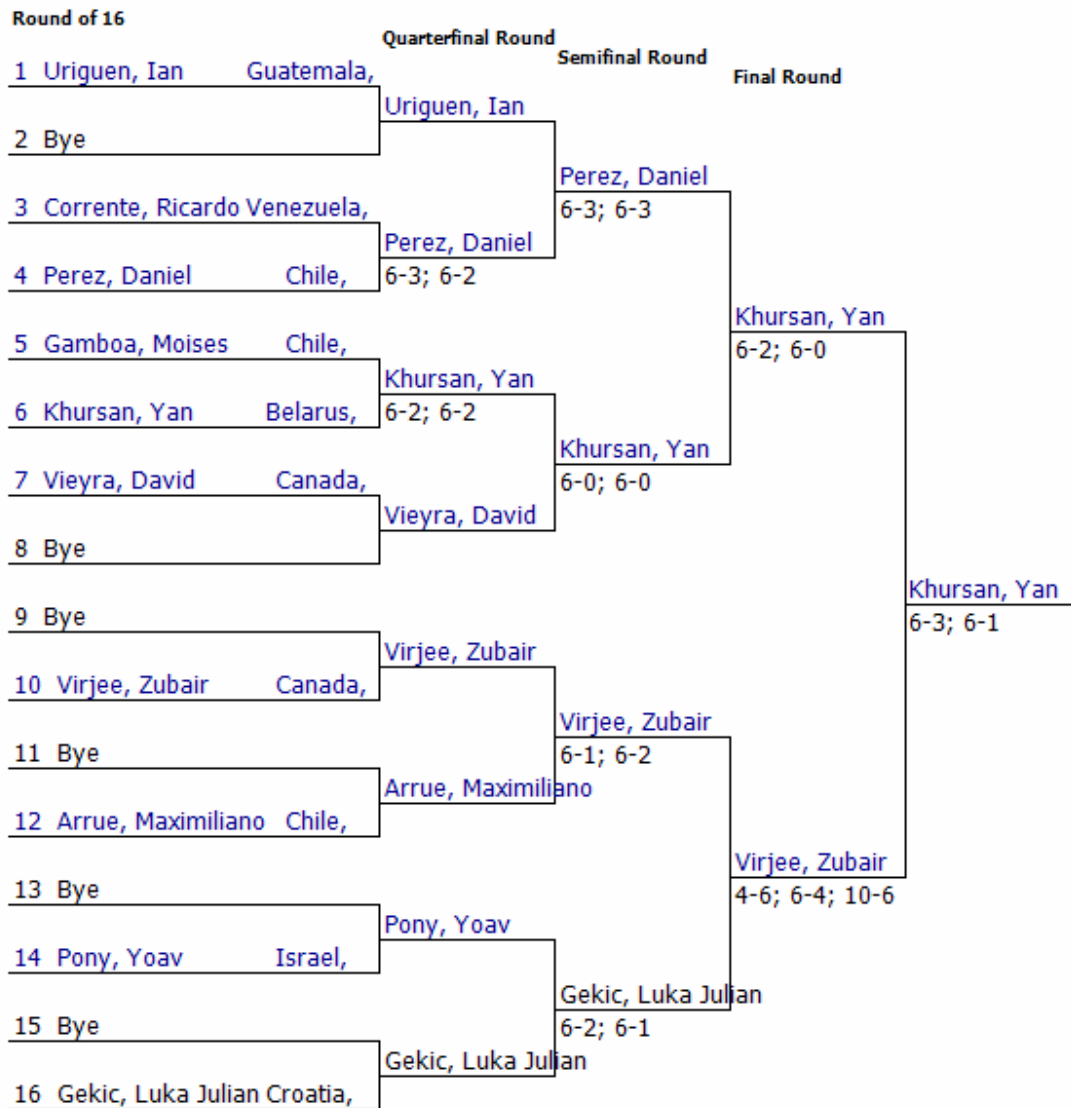 Round of 16
Quarterfinal Round
Semifinal Round
Final Round
1 Uriguen, Ian Guatemala,
2 Bye
3 Corrente, Ricardo Venezuela,
4 Perez, Daniel Chile,
5 Gamboa, Moises Chile,
6 Khursan, Yan Belarus,
7 Vieyra, David Canada,
8 Bye
9 Bye
10 Virjee, Zubair Canada,
11 Bye
12 Arrue, Maximiliano Chile,
13 Bye
14 Pony, Yoav Israel,
15 Bye
16 Gekic, Luka Julian Croatia,
Uriguen, Ian
Perez, Daniel
6-3; 6-2
Khursan, Yan
6-2; 6-2
Vieyra, David
Virjee, Zubair
Arrue, Maximiliano
Pony, Yoav
Gekic, Luka Julian
Perez, Daniel
6-3; 6-3
Khursan, Yan
6-0; 6-0
Virjee, Zubair
6-1; 6-2
Gekic, Luka Julian
6-2; 6-1
Khursan, Yan
6-2; 6-0
Virjee, Zubair
4-6; 6-4; 10-6
Khursan, Yan
6-3; 6-1